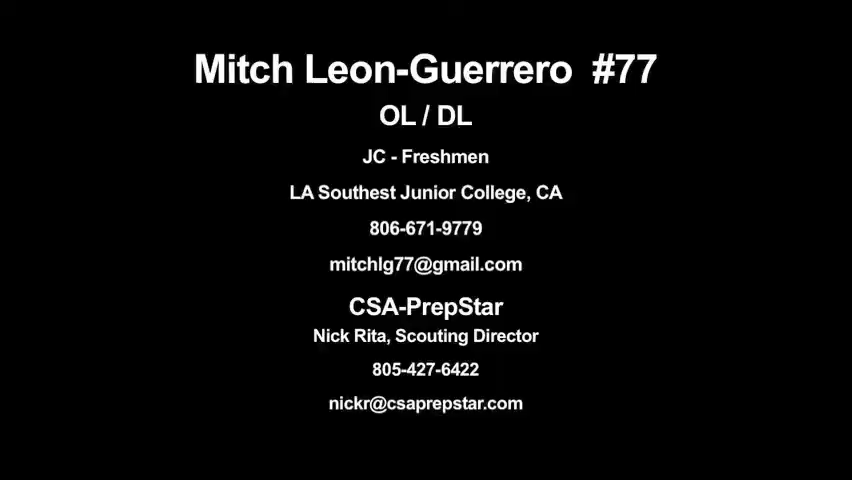 Mitch Leon-Guerrero #77
OL / DL
JC - Freshmen
LA Southest Junior College, CA
806-671-9779
mitchlg77@gmail.com
CSA-PrepStar
Nick Rita, Scouting Director
805-427-6422
nickr@csaprepstar.com